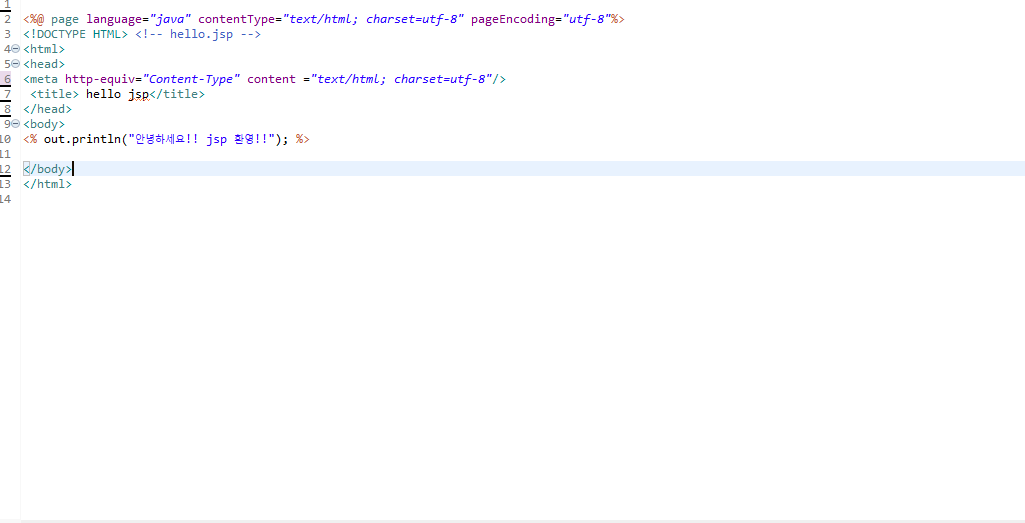 1
2 <%@ page language="java" contentType="text/html; charset=utf-8" pageEncoding="utf-8"%>
3 <!DOCTYPE HTML> <!-- hello.jsp -->
4 <html>
5 <head>
6 <meta http-equiv="Content-Type" content ="text/html; charset=utf-8"/>
7 <title> hello jsp</title>
8 </head>
9 <body>
10 <% out.println("안녕하세요!! jsp 환영!!"); %>
11
12 </body>
13 </html>
14